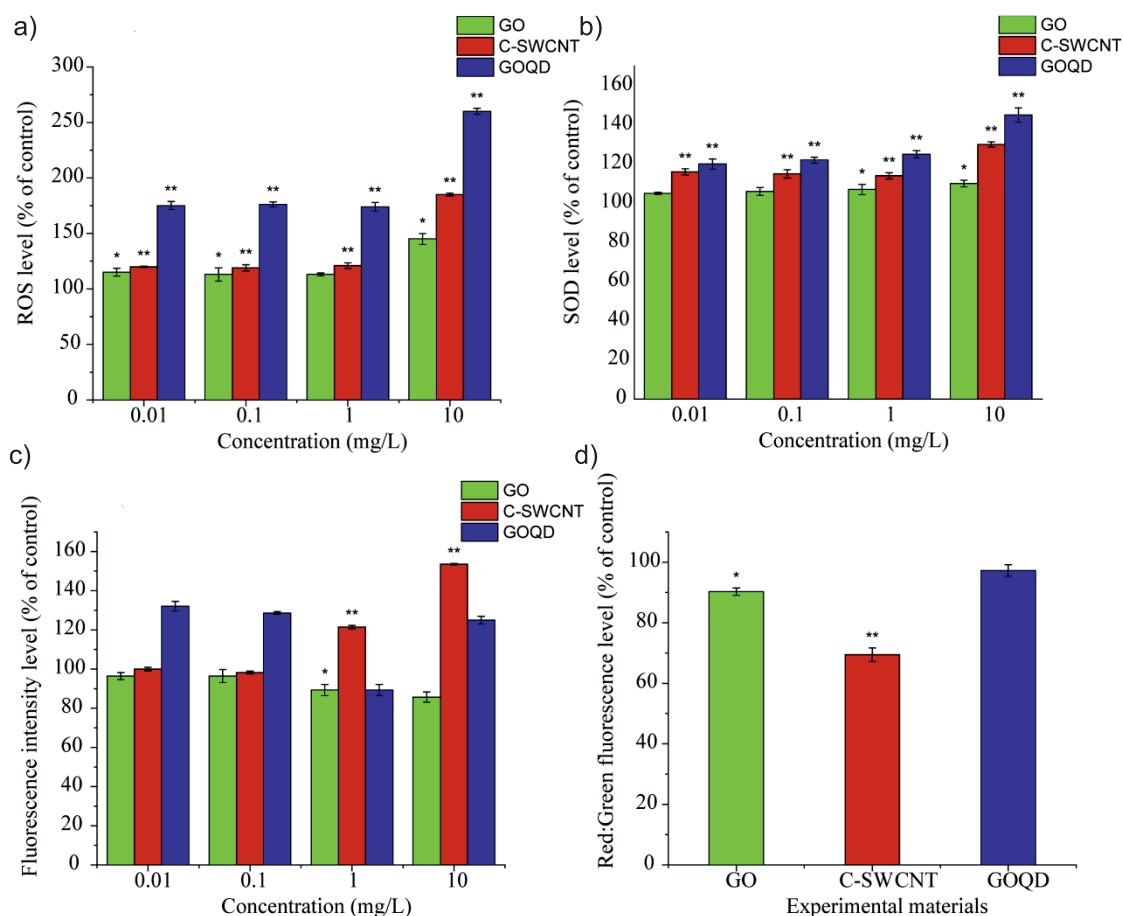 a)
GO
C-SWCNT
GOQD
ROS level (% of control)
300
250
200
150
100
50
0
* ** **
* ** **
** **
* ** **
0.01 0.1 1 10
Concentration (mg/L)
b)
GO
C-SWCNT
GOQD
SOD level (% of control)
160
140
120
100
80
60
40
20
0
** **
** **
* ** **
* ** **
0.01 0.1 1 10
Concentration (mg/L)
c)
GO
C-SWCNT
GOQD
Fluorescence intensity level (% of control)
160
140
120
100
80
60
40
20
0
* **
**
0.01 0.1 1 10
Concentration (mg/L)
d)
Red:Green fluorescence level (% of control)
100
80
60
40
20
0
* **
GO C-SWCNT GOQD
Experimental materials